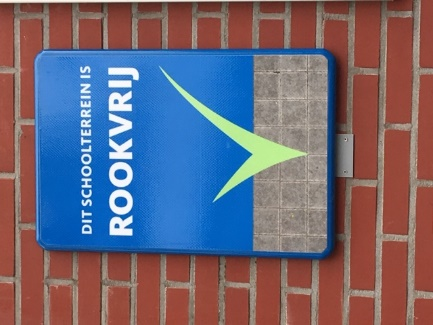 DIT SCHOOLTERREIN IS
ROOKVRIJ